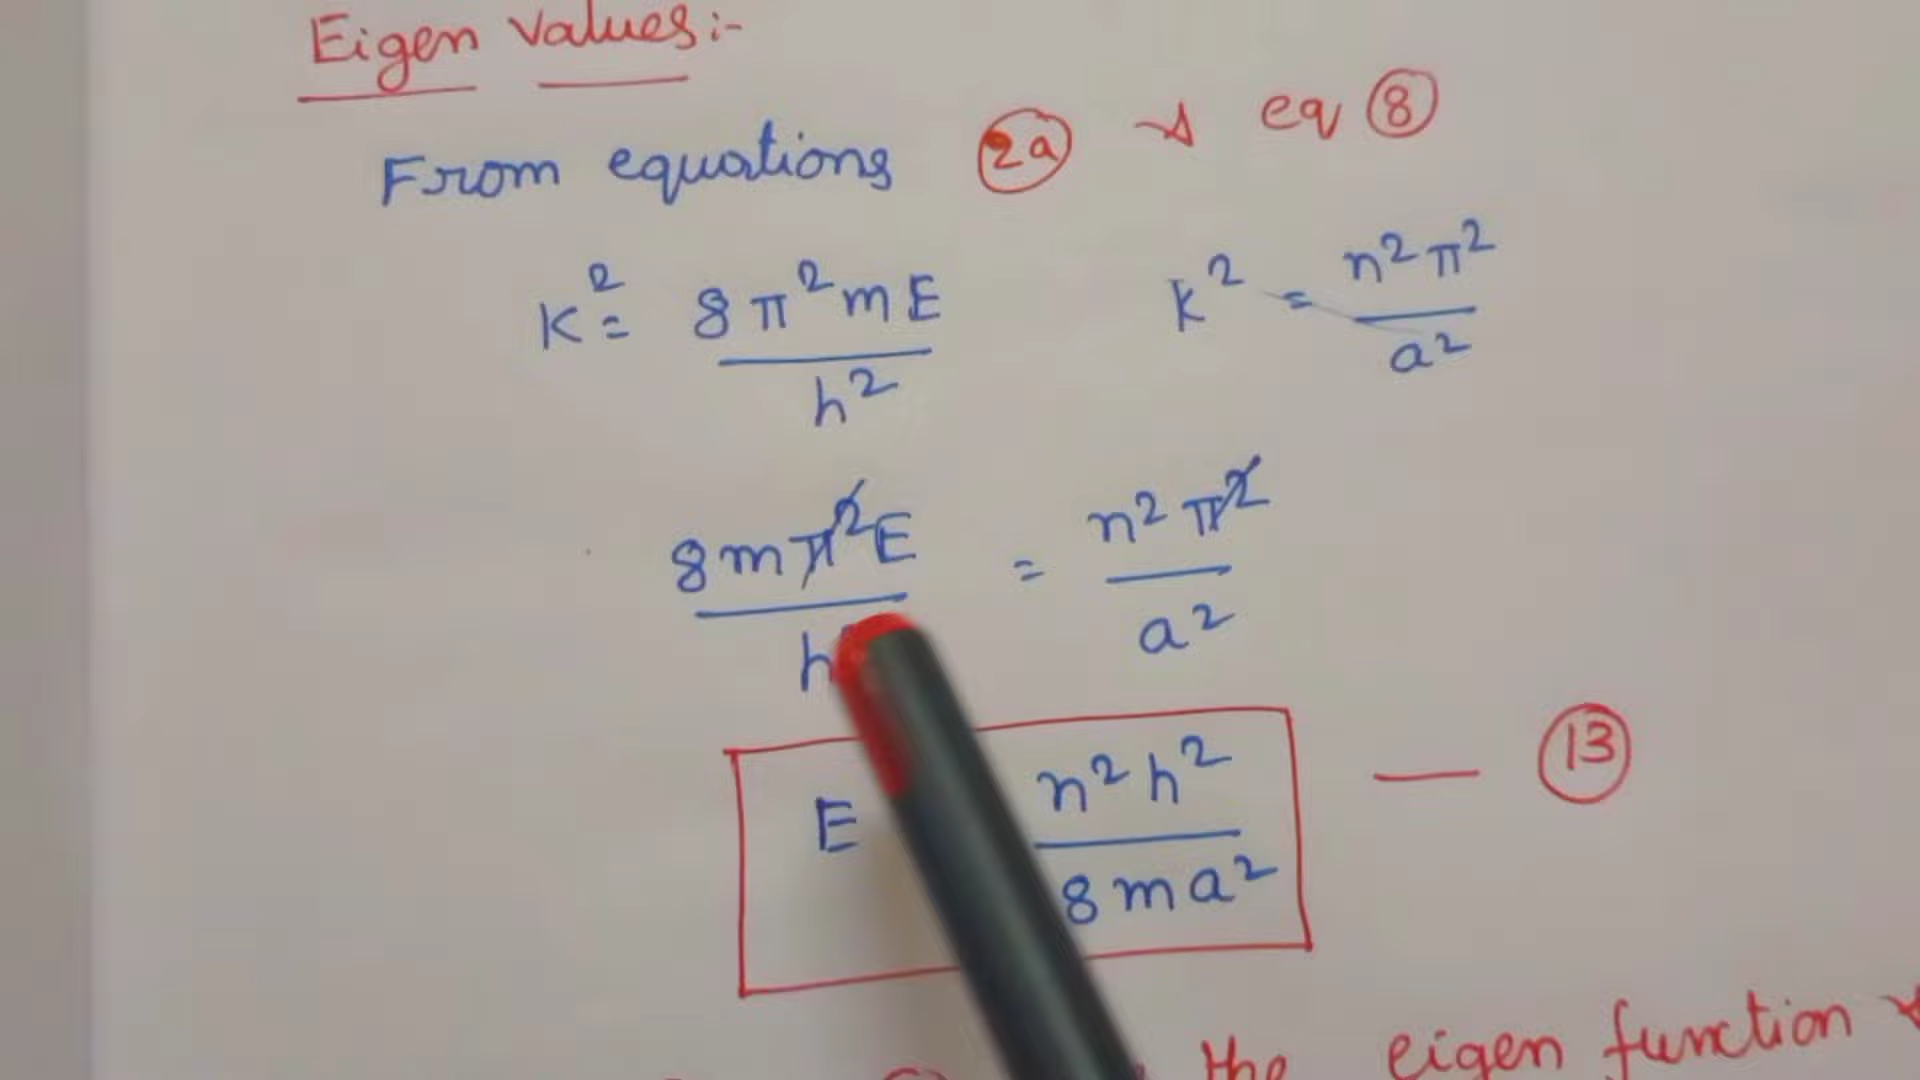 Eigen values:-
From equations 2a & eq 8
K² = 8π²mE / h²    k² = n²π² / a²
8mπ²E / h = n²π² / a²
E n²h² / 8ma² — 13
the eigen function &